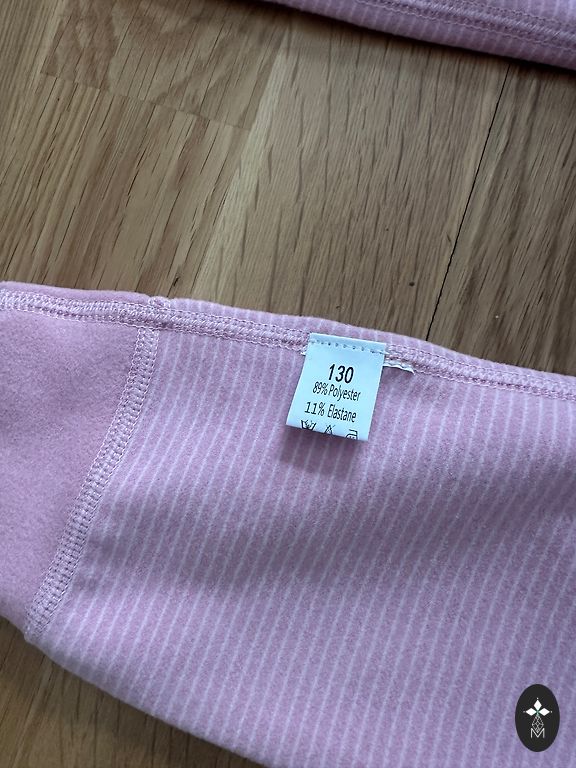 130
89% Polyester
11% Elastane